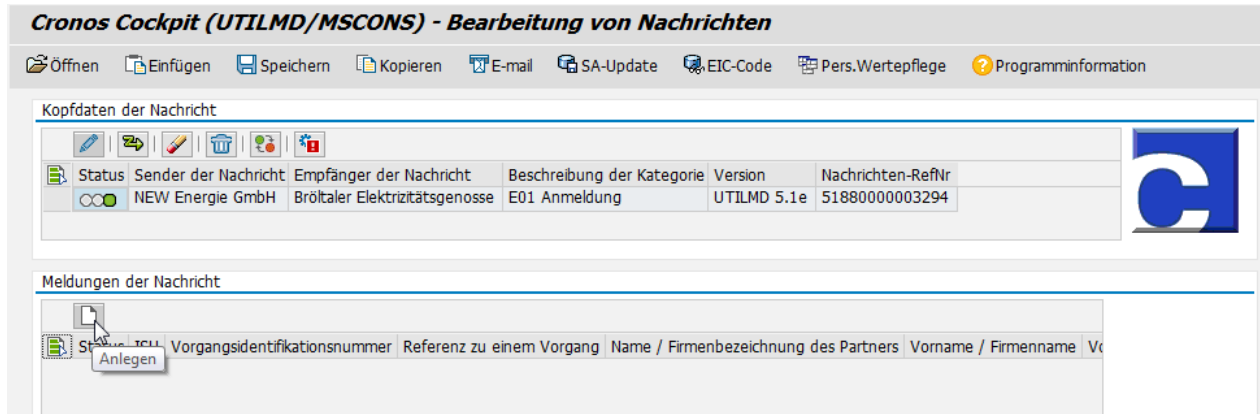 Cronos Cockpit (UTILMD/MSCONS) - Bearbeitung von Nachrichten
Öffnen Einfügen Speichern Kopieren E-mail SA-Update EIC-Code Pers.Wertepflege Programminformation
Kopfdaten der Nachricht
Status Sender der Nachricht Empfänger der Nachricht Beschreibung der Kategorie Version Nachrichten-RefNr
NEW Energie GmbH Bröltaler Elektrizitätsgenosse E01 Anmeldung UTILMD 5.1e 51880000003294
Meldungen der Nachricht
Vorgangsidentifikationsnummer Referenz zu einem Vorgang Name / Firmenbezeichnung des Partners Vorname / Firmenname
Anlegen